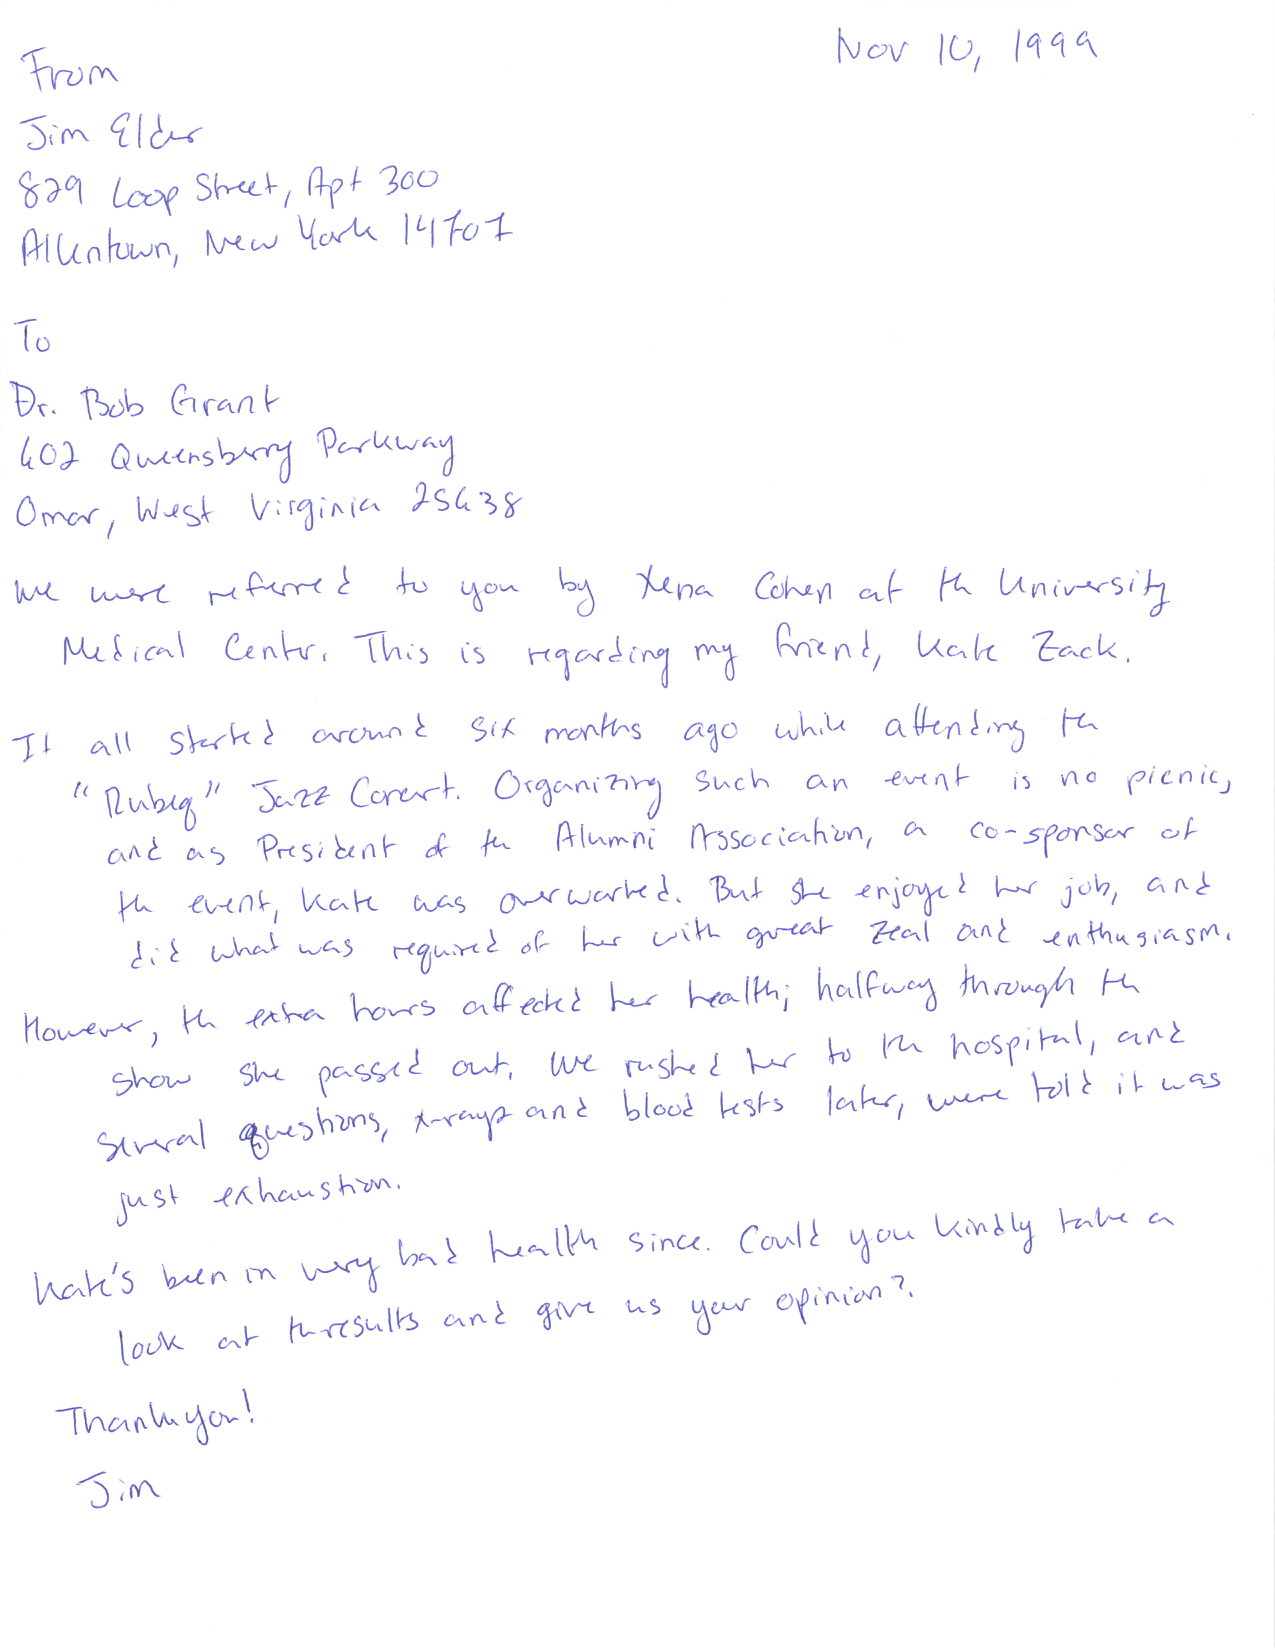 Nov 10, 1999
From
Jim Elder
829 Loop Street, Apt 300
Allentown, New York 14707
To
Dr. Bob Grant
602 Queensberry Parkway
Omar, West Virginia 25638
We were referred to you by Xena Cohen at the University
Medical Center. This is regarding my friend, Kate Zack.
It all started around six months ago while attending the
"Rubeq" Jazz Concert. Organizing such an event is no picnic,
and as President of the Alumni Association, a co-sponsor of
the event, Kate was overworked. But she enjoyed her job, and
did what was required of her with great zeal and enthusiasm.
However, the extra hours affected her health; halfway through the
show she passed out. We rushed her to the hospital, and
several questions, x-rays and blood tests later, were told it was
just exhaustion.
Kate's been in very bad health since. Could you kindly take a
look at the results and give us your opinion?
Thank you!
Jim